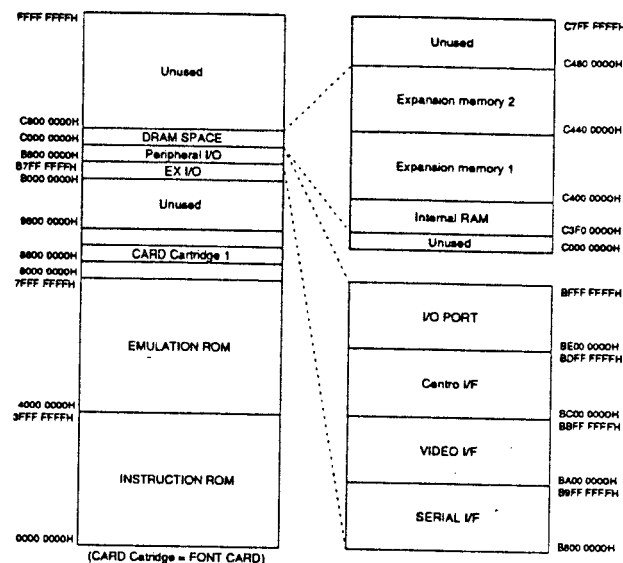 FFFF FFFFH
Unused
C800 0000H
C000 0000H
DRAM SPACE
B800 0000H
Peripheral I/O
B7FF FFFFH
EX I/O
B000 0000H
Unused
9800 0000H
8800 0000H
CARD Cartridge 1
8000 0000H
7FFF FFFFH
EMULATION ROM
4000 0000H
3FFF FFFFH
INSTRUCTION ROM
0000 0000H
(CARD Catridge = FONT CARD)
C7FF FFFFH
Unused
C480 0000H
Expansion memory 2
C440 0000H
Expansion memory 1
C400 0000H
Internal RAM
C3F0 0000H
Unused
C000 0000H
BFFF FFFFH
I/O PORT
BE00 0000H
BDFF FFFFH
Centro I/F
BC00 0000H
BBFF FFFFH
VIDEO I/F
BA00 0000H
B9FF FFFFH
SERIAL I/F
B800 0000H